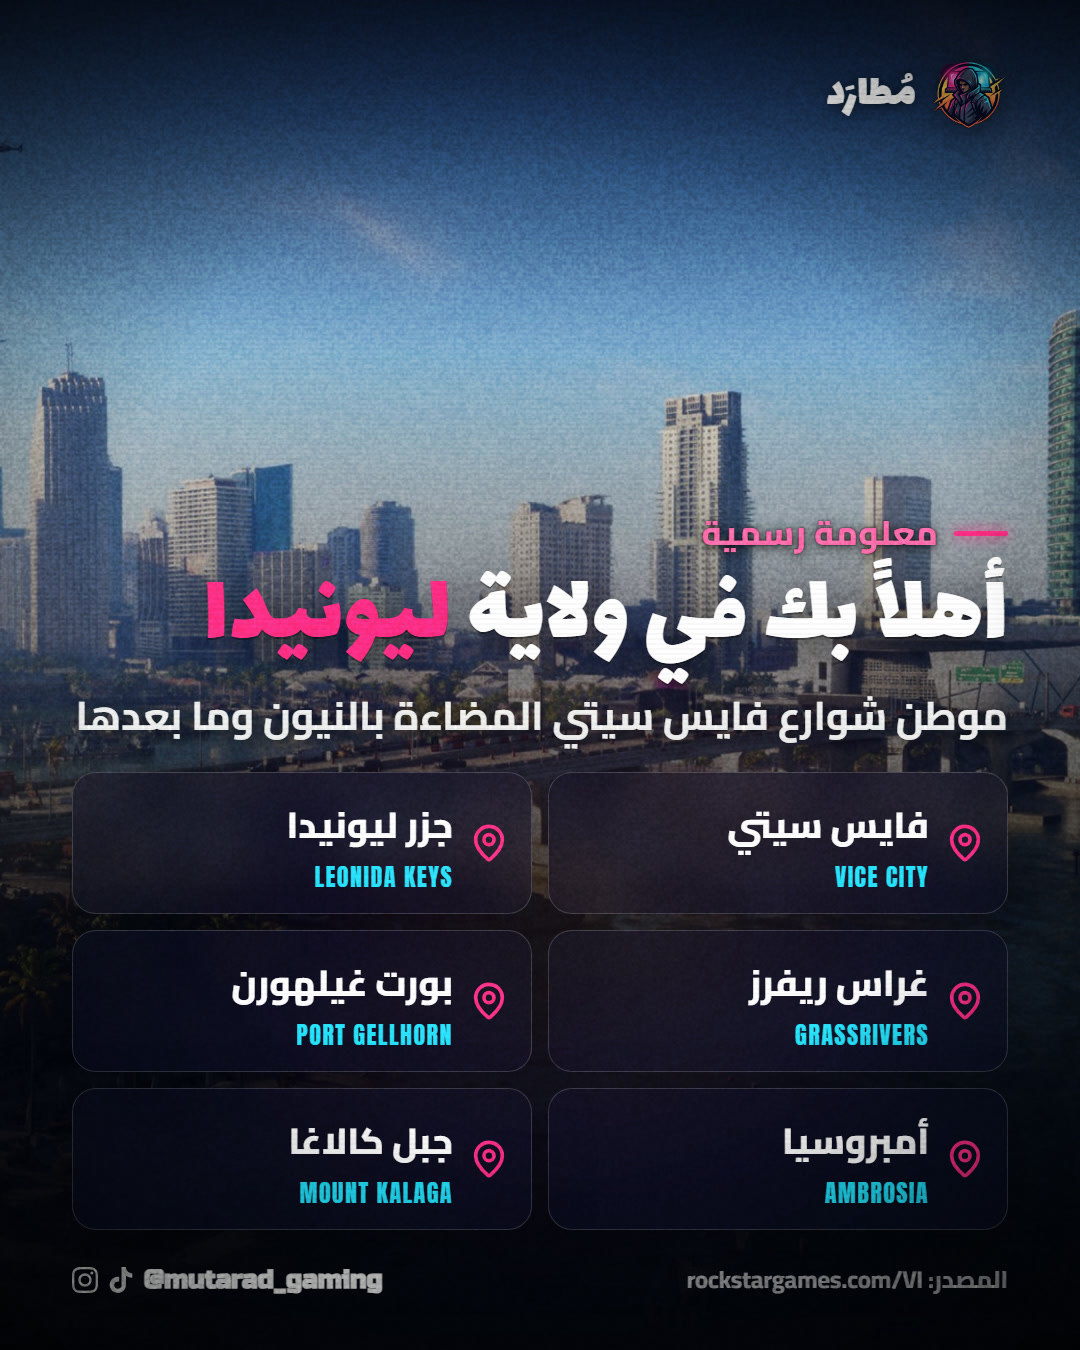 مُطارَد
معلومة رسمية
أهلاً بك في ولاية ليونيدا
موطن شوارع فايس سيتي المضاءة بالنيون وما بعدها
فايس سيتي
VICE CITY
جزر ليونيدا
LEONIDA KEYS
غراس ريفرز
GRASSRIVERS
بورت غيلهورن
PORT GELLHORN
أمبروسيا
AMBROSIA
جبل كالاغا
MOUNT KALAGA
المصدر: rockstargames.com/VI
@mutarad_gaming